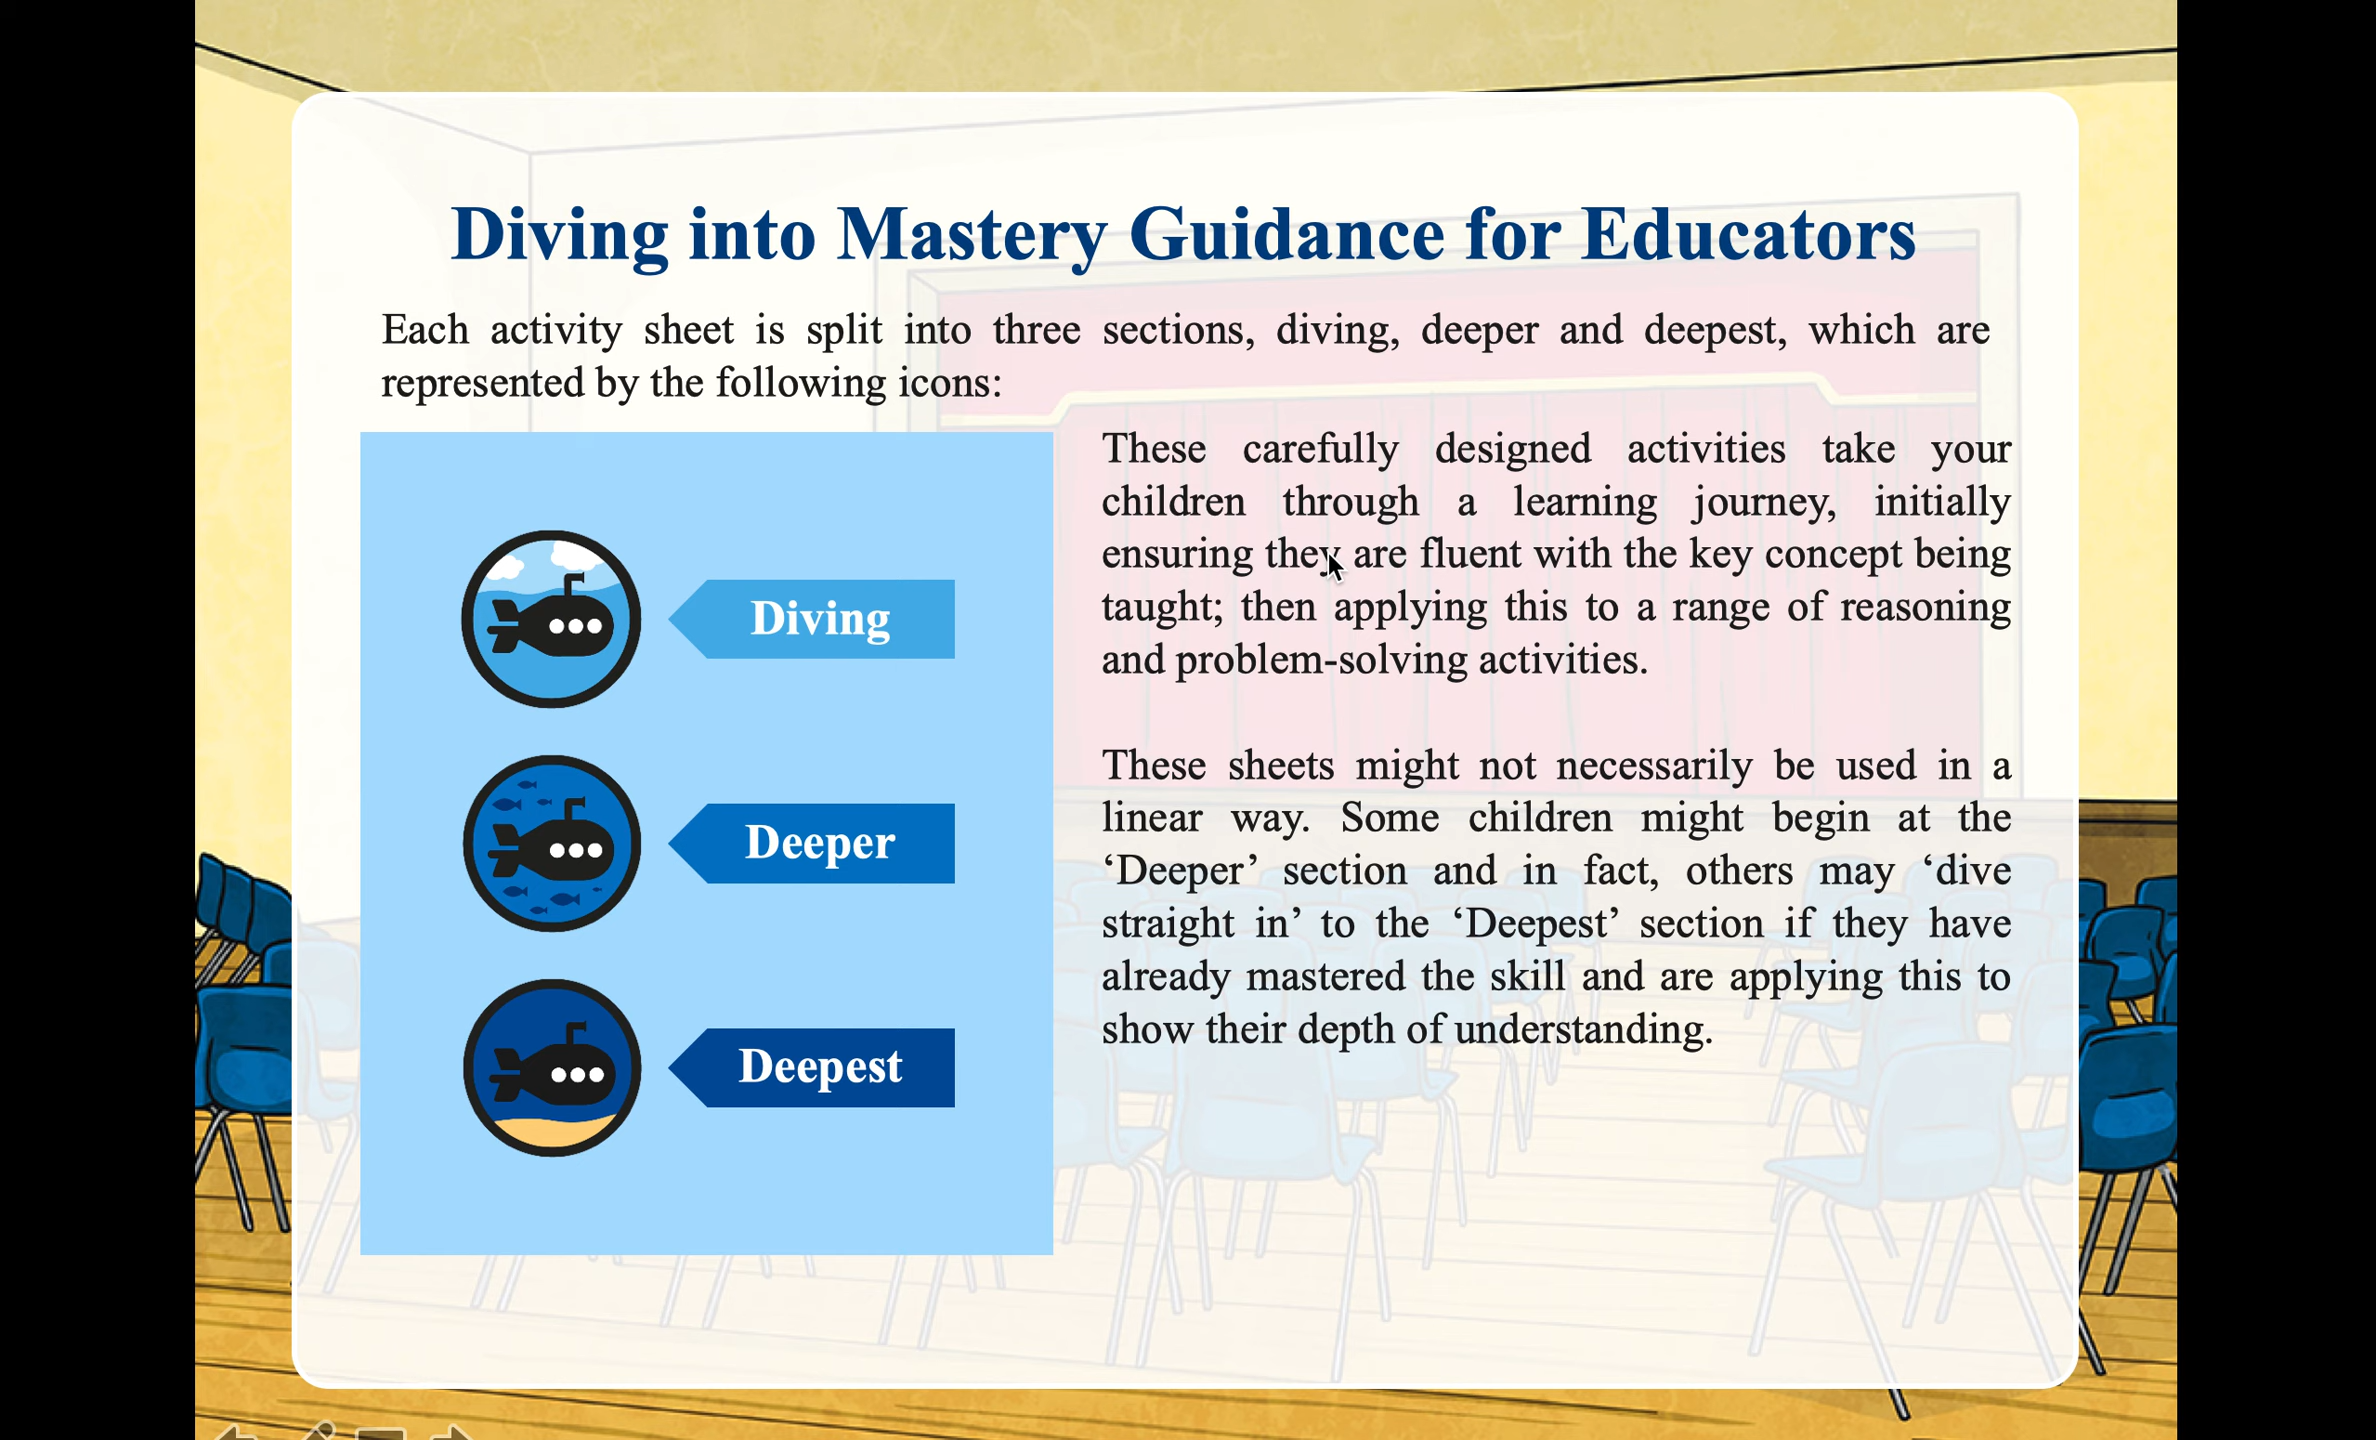 Diving into Mastery Guidance for Educators
Each activity sheet is split into three sections, diving, deeper and deepest, which are
represented by the following icons:
Diving
Deeper
Deepest
These carefully designed activities take your
children through a learning journey, initially
ensuring they are fluent with the key concept being
taught; then applying this to a range of reasoning
and problem-solving activities.
These sheets might not necessarily be used in a
linear way. Some children might begin at the
‘Deeper’ section and in fact, others may ‘dive
straight in’ to the ‘Deepest’ section if they have
already mastered the skill and are applying this to
show their depth of understanding.